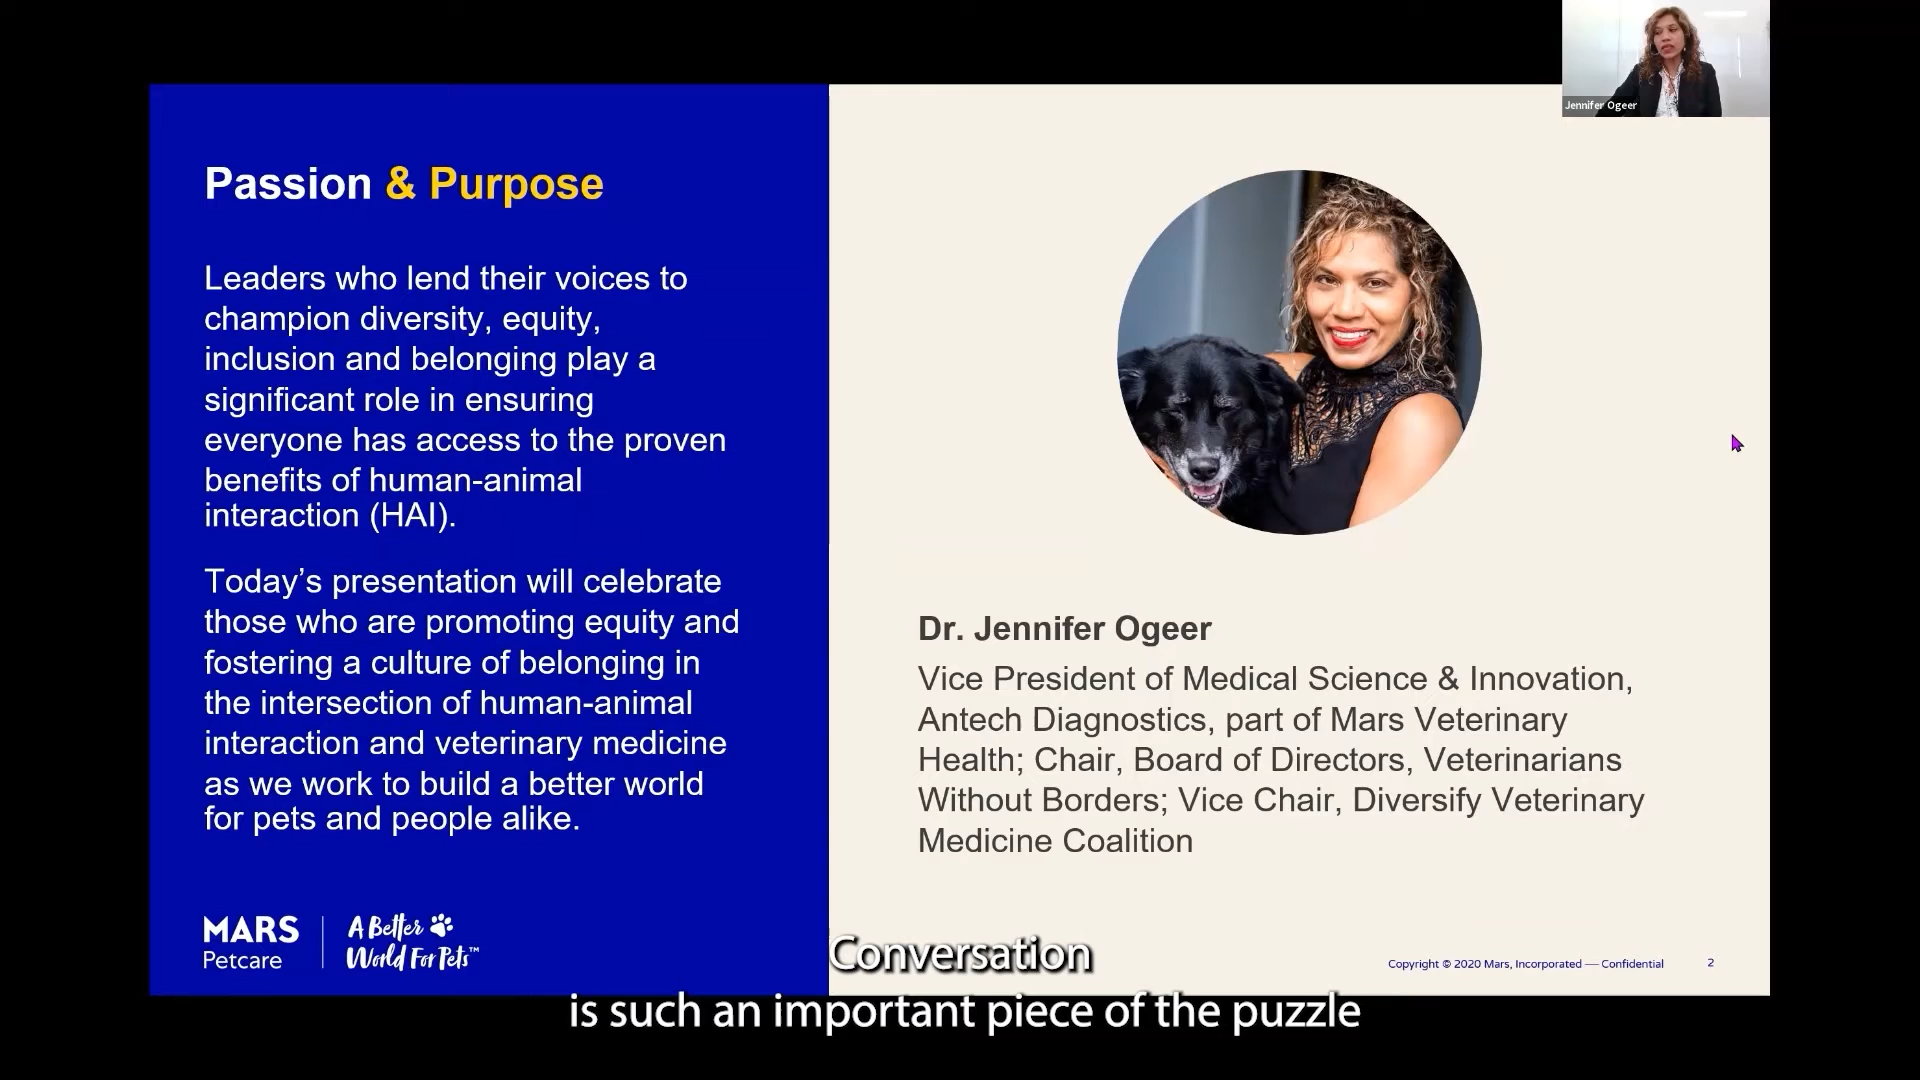 Jennifer Ogeer
Passion & Purpose
Leaders who lend their voices to
champion diversity, equity,
inclusion and belonging play a
significant role in ensuring
everyone has access to the proven
benefits of human-animal
interaction (HAI).
Today’s presentation will celebrate
those who are promoting equity and
fostering a culture of belonging in
the intersection of human-animal
interaction and veterinary medicine
as we work to build a better world
for pets and people alike.
MARS
Petcare
A Better
World For Pets™
Dr. Jennifer Ogeer
Vice President of Medical Science & Innovation,
Antech Diagnostics, part of Mars Veterinary
Health; Chair, Board of Directors, Veterinarians
Without Borders; Vice Chair, Diversify Veterinary
Medicine Coalition
Copyright © 2020 Mars, Incorporated — Confidential
2
Conversation
is such an important piece of the puzzle